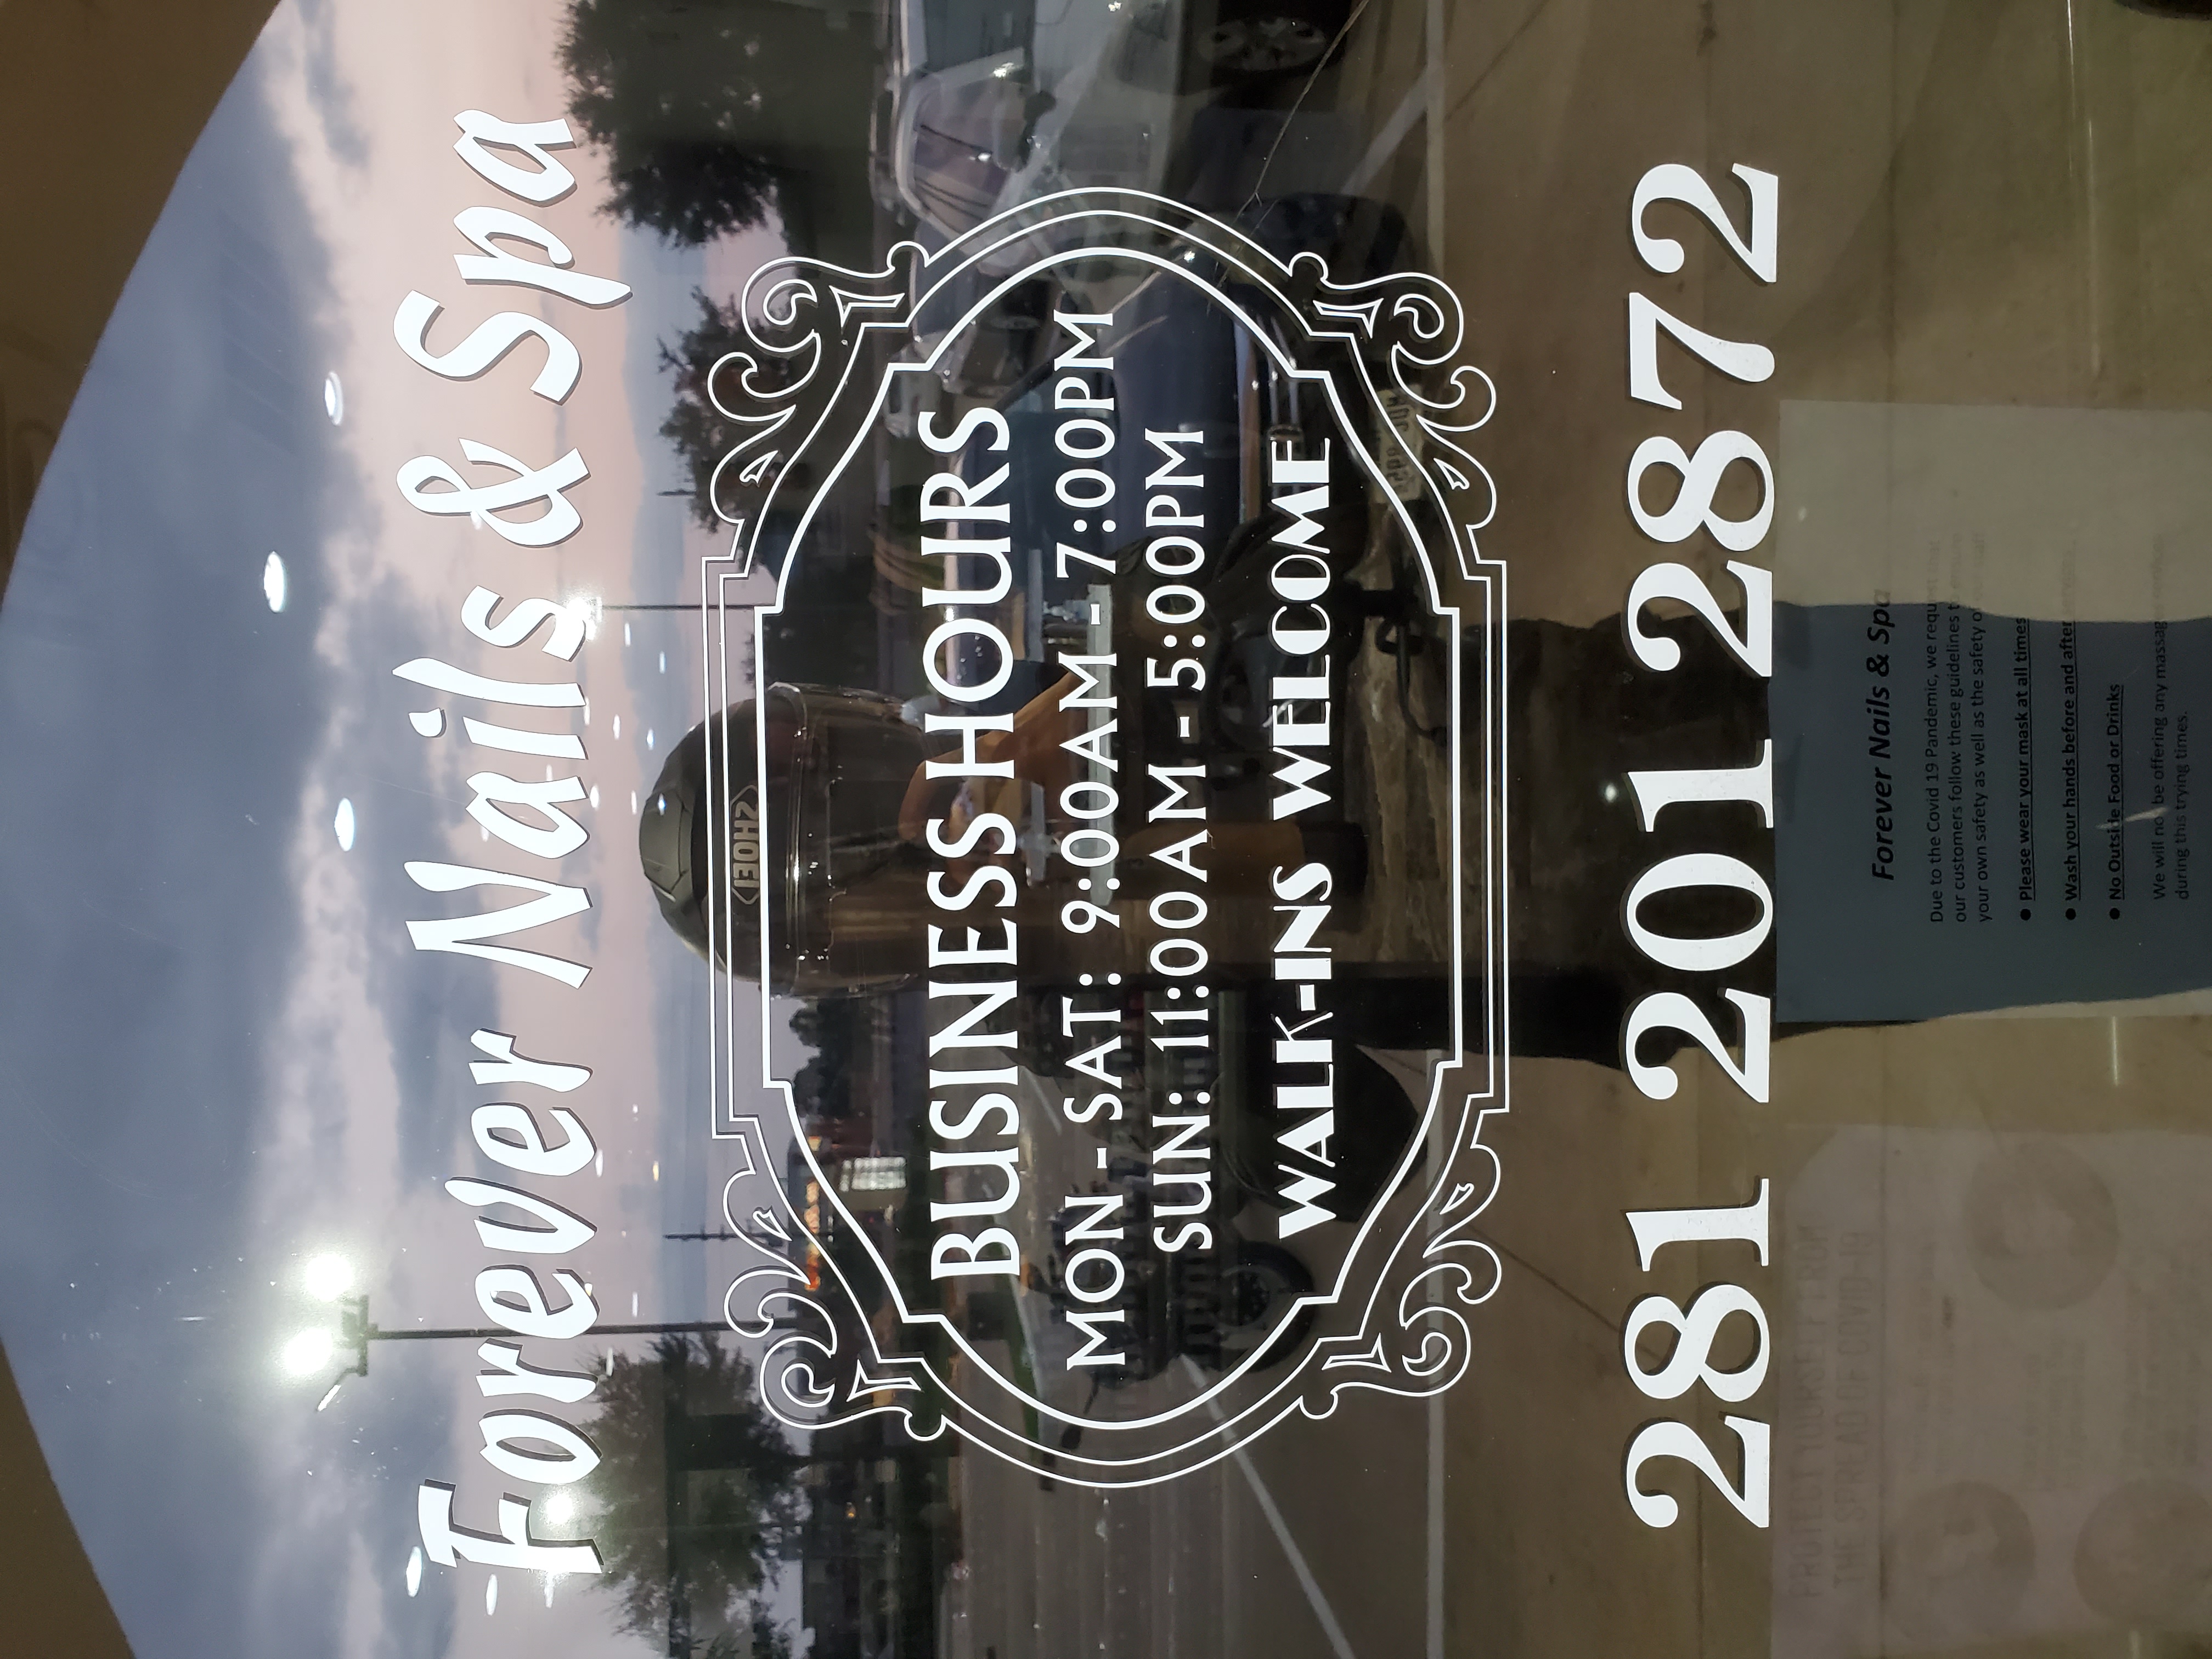 Forever Nails & Spa
SHOEI
BUSINESS HOURS
MON - SAT: 9:00AM - 7:00PM
SUN: 11:00AM - 5:00PM
WALK-INS WELCOME
281 201 2872
PROTECT YOURSELF FROM
THE SPREAD OF COVID-19
Forever Nails & Spa
Due to the Covid 19 Pandemic, we request that
our customers follow these guidelines to ensure
your own safety as well as the safety of our staff
● Please wear your mask at all times
● Wash your hands before and after
● No Outside Food or Drinks
We will not be offering any massage services
during this trying times.